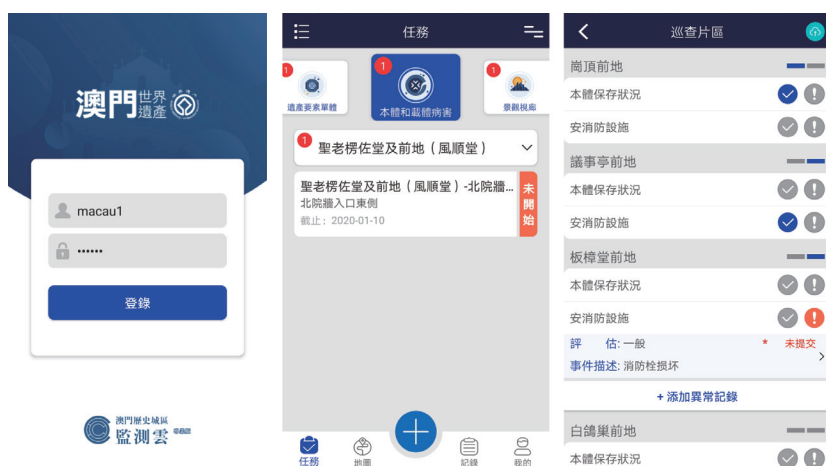 澳門世界遺產
macau1
••••••
登錄
澳門歷史城區
監測雲
任務
1
遺產要素單體
1
本體和載體病害
1
景觀視廊
1
聖老楞佐堂及前地（風順堂）
聖老楞佐堂及前地（風順堂）-北院牆...
北院牆入口東側
截止：2020-01-10
未開始
任務
地圖
記錄
我的
巡查片區
崗頂前地
本體保存狀況
安消防設施
議事亭前地
本體保存狀況
安消防設施
板樟堂前地
本體保存狀況
安消防設施
評 估: 一般 * 未提交
事件描述: 消防栓损坏
+ 添加異常記錄
白鴿巢前地
本體保存狀況